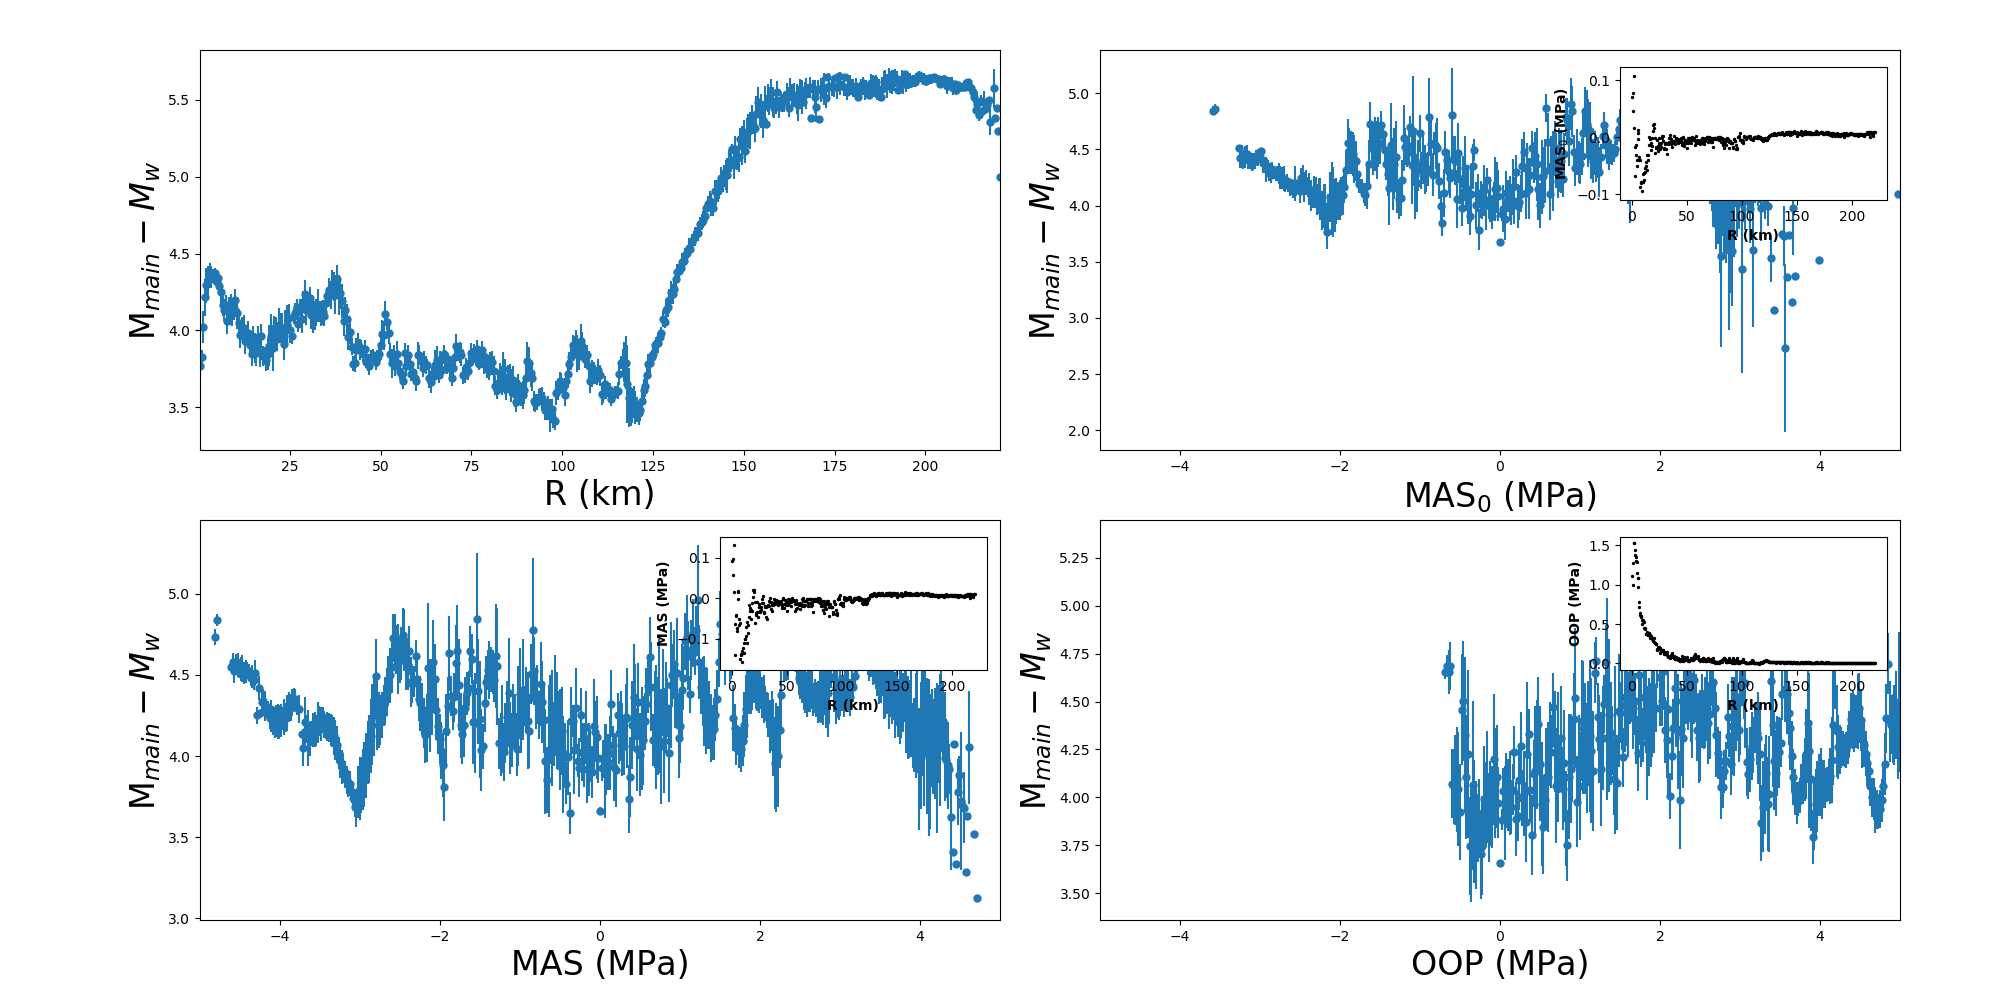 M_main − M_w
5.5
5.0
4.5
4.0
3.5
25 50 75 100 125 150 175 200
R (km)
M_main − M_w
5.0
4.5
4.0
3.5
3.0
2.5
2.0
−4 −2 0 2 4
MAS_0 (MPa)
MAS_0 (MPa)
0.1
0.0
−0.1
0 50 100 150 200
R (km)
M_main − M_w
5.0
4.5
4.0
3.5
3.0
−4 −2 0 2 4
MAS (MPa)
MAS (MPa)
0.1
0.0
−0.1
0 50 100 150 200
R (km)
M_main − M_w
5.25
5.00
4.75
4.50
4.25
4.00
3.75
3.50
−4 −2 0 2 4
OOP (MPa)
OOP (MPa)
1.5
1.0
0.5
0.0
0 50 100 150 200
R (km)